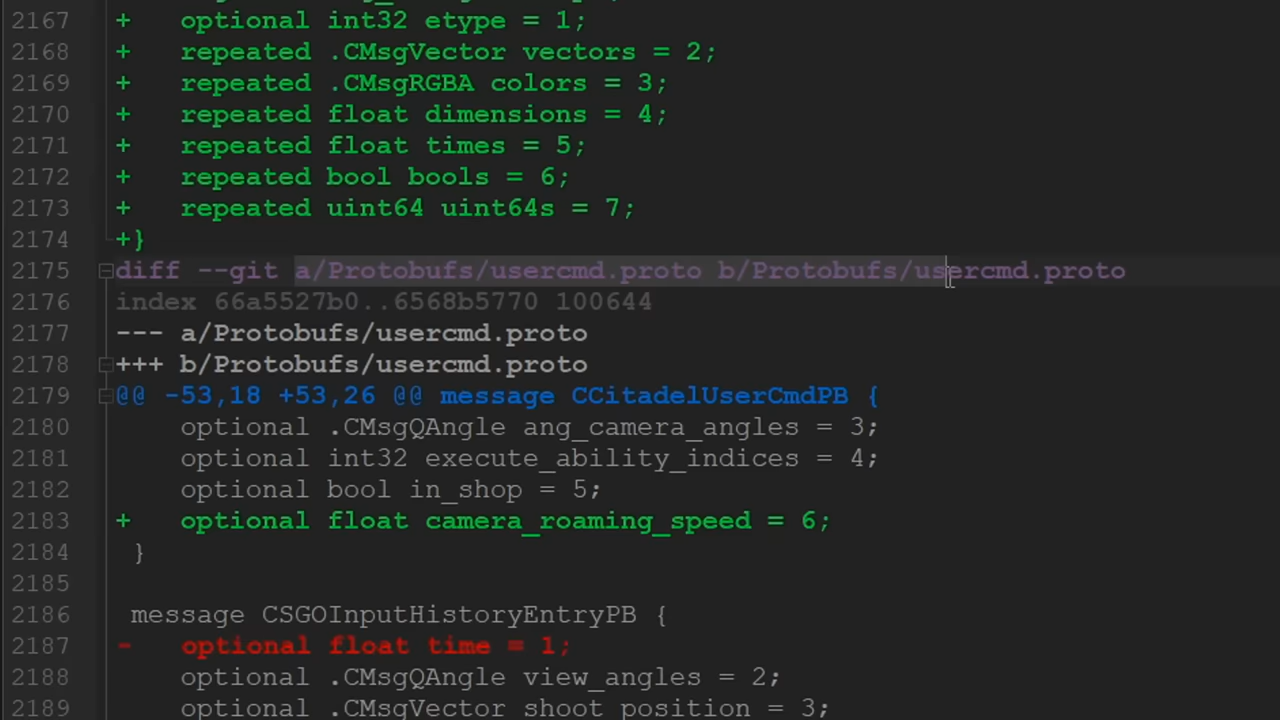 2167 + optional int32 etype = 1;
2168 + repeated .CMsgVector vectors = 2;
2169 + repeated .CMsgRGBA colors = 3;
2170 + repeated float dimensions = 4;
2171 + repeated float times = 5;
2172 + repeated bool bools = 6;
2173 + repeated uint64 uint64s = 7;
2174 +}
2175 diff --git a/Protobufs/usercmd.proto b/Protobufs/usercmd.proto
2176 index 66a5527b0..6568b5770 100644
2177 --- a/Protobufs/usercmd.proto
2178 +++ b/Protobufs/usercmd.proto
2179 @@ -53,18 +53,26 @@ message CCitadelUserCmdPB {
2180 optional .CMsgQAngle ang_camera_angles = 3;
2181 optional int32 execute_ability_indices = 4;
2182 optional bool in_shop = 5;
2183 + optional float camera_roaming_speed = 6;
2184 }
2185
2186 message CSGOInputHistoryEntryPB {
2187 - optional float time = 1;
2188 optional .CMsgQAngle view_angles = 2;
2189 optional .CMsgVector shoot_position = 3;